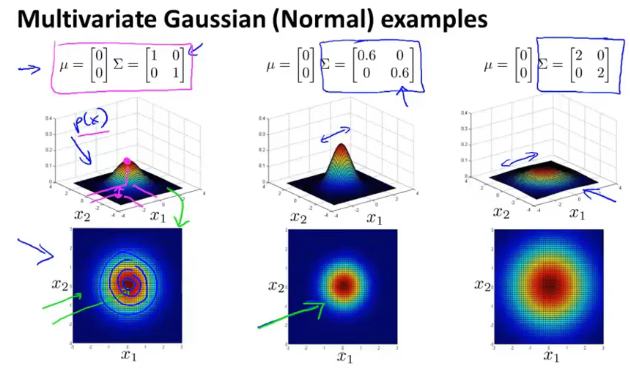 Multivariate Gaussian (Normal) examples
μ = [0 0] Σ = [1 0 0 1]
μ = [0 0] Σ = [0.6 0 0 0.6]
μ = [0 0] Σ = [2 0 0 2]
p(x)
x₂ x₁
x₂ x₁
x₂ x₁
x₂
x₁
x₂
x₁
x₂
x₁